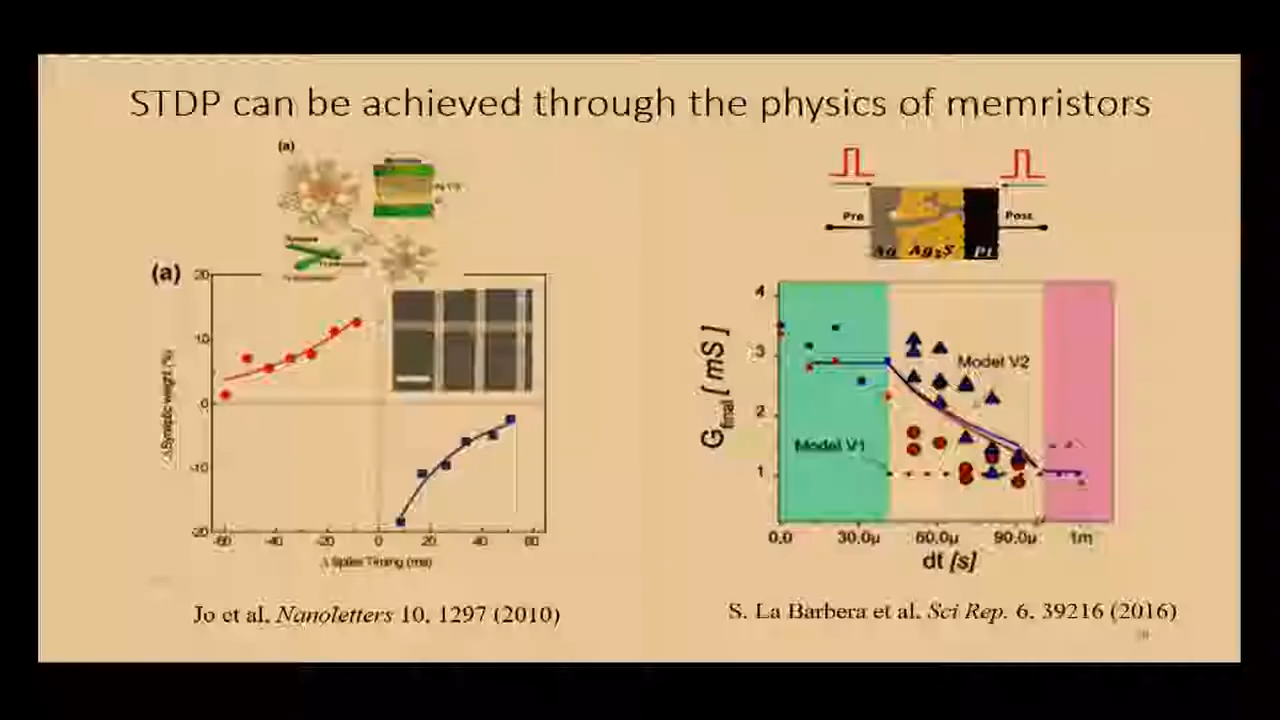 STDP can be achieved through the physics of memristors
(a)
(a)
20
10
0
-10
-20
-60 -40 -20 0 20 40 60
Δ Synaptic weight (%)
Δ Spike Timing (ms)
Jo et al. Nanoletters 10, 1297 (2010)
Pre
Post
Ag Ag₂S Pt
4
3
2
1
G final [mS]
Model V2
Model V1
0,0 30,0µ 60,0µ 90,0µ 1m
dt [s]
S. La Barbera et al. Sci Rep. 6, 39216 (2016)